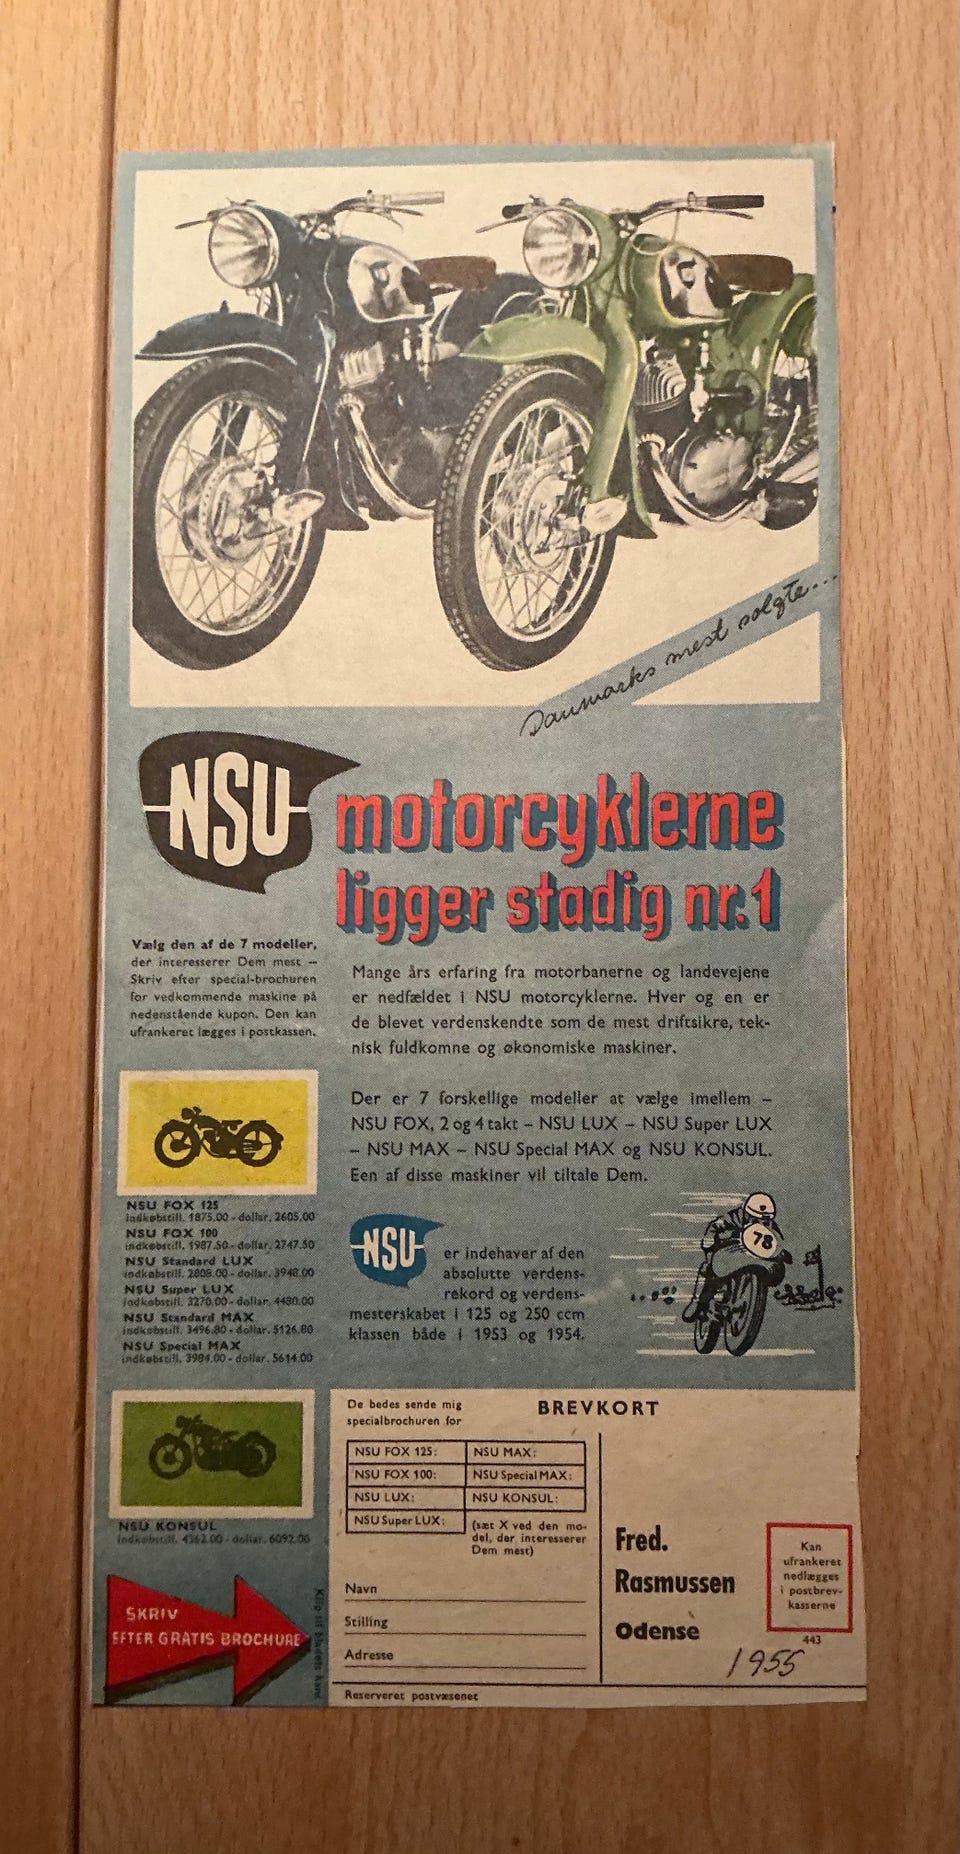 Danmarks mest solgte...
NSU
motorcyklerne
ligger stadig nr.1
Vælg den af de 7 modeller,
der interesserer Dem mest –
Skriv efter special-brochuren
for vedkommende maskine på
nedenstående kupon. Den kan
ufrankeret lægges i postkassen.
Mange års erfaring fra motorbanerne og landevejene
er nedfældet i NSU motorcyklerne. Hver og en er
de blevet verdenskendte som de mest driftsikre, tek-
nisk fuldkomne og økonomiske maskiner.
Der er 7 forskellige modeller at vælge imellem –
NSU FOX, 2 og 4 takt – NSU LUX – NSU Super LUX
– NSU MAX – NSU Special MAX og NSU KONSUL.
Een af disse maskiner vil tiltale Dem.
NSU FOX 125
indkøbstill. 1875.00 - dollar. 2605.00
NSU FOX 100
indkøbstill. 1987.50 - dollar. 2747.50
NSU Standard LUX
indkøbstill. 2808.00 - dollar. 3948.00
NSU Super LUX
indkøbstill. 3270.00 - dollar. 4480.00
NSU Standard MAX
indkøbstill. 3496.80 - dollar. 5126.80
NSU Special MAX
indkøbstill. 3984.00 - dollar. 5614.00
NSU
er indehaver af den
absolutte verdens-
rekord og verdens-
mesterskabet i 125 og 250 ccm
klassen både i 1953 og 1954.
78
NSU KONSUL
indkøbstill. 4362.00 - dollar. 6092.00
SKRIV
EFTER GRATIS BROCHURE
Klip til bladets kant
De bedes sende mig
specialbrochuren for
BREVKORT
NSU FOX 125: NSU MAX:
NSU FOX 100: NSU Special MAX:
NSU LUX: NSU KONSUL:
NSU Super LUX:
(sæt X ved den mo-
del, der interesserer
Dem mest)
Navn
Stilling
Adresse
Fred.
Rasmussen
Odense
Kan
ufrankeret
nedlægges
i postbrev-
kasserne
443
1955
Reserveret postvæsenet